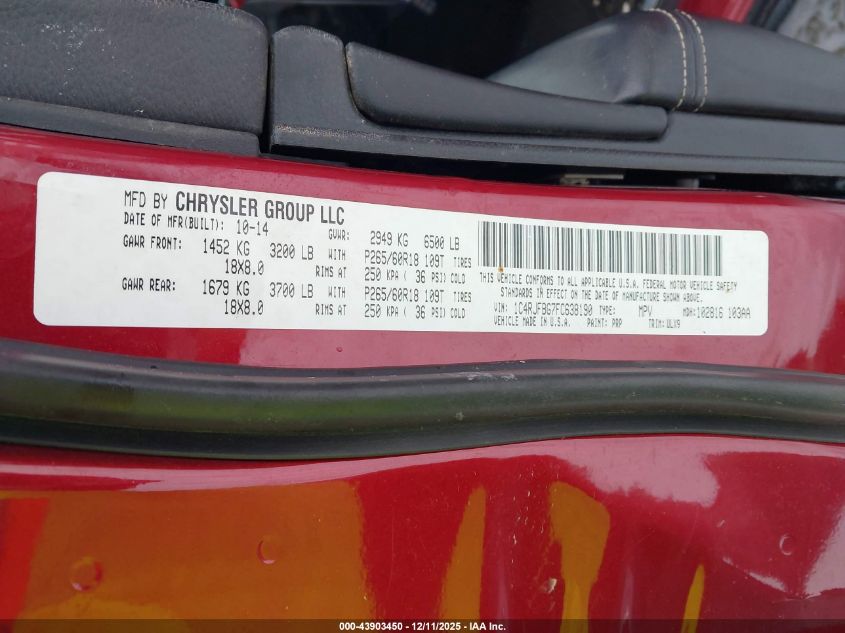 MFD BY CHRYSLER GROUP LLC
DATE OF MFR(BUILT): 10-14 GVWR: 2949 KG 6500 LB
GAWR FRONT: 1452 KG 3200 LB WITH P265/60R18 109T TIRES
18X8.0 RIMS AT 250 KPA ( 36 PSI) COLD
GAWR REAR: 1679 KG 3700 LB WITH P265/60R18 109T TIRES
18X8.0 RIMS AT 250 KPA ( 36 PSI) COLD
THIS VEHICLE CONFORMS TO ALL APPLICABLE U.S.A. FEDERAL MOTOR VEHICLE SAFETY
STANDARDS IN EFFECT ON THE DATE OF MANUFACTURE SHOWN ABOVE.
VIN: 1C4RJFBG7FC638190 TYPE: MPV MDH: 102816 103AA
VEHICLE MADE IN U.S.A. PAINT: PRP TRIM: ULX9
000-43903450 - 12/11/2025 - IAA Inc.